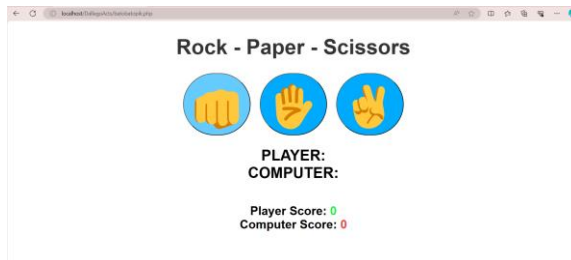 Rock - Paper - Scissors
PLAYER:
COMPUTER:
Player Score: 0
Computer Score: 0